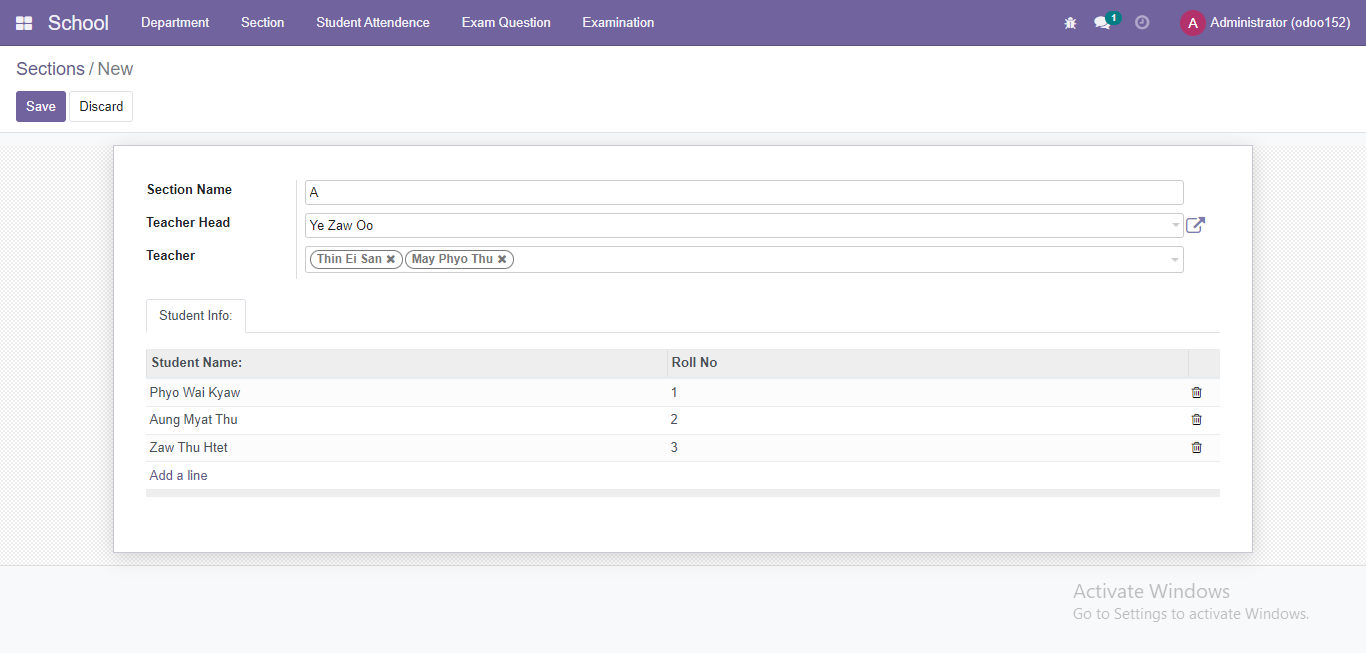 School Department Section Student Attendence Exam Question Examination 1 A Administrator (odoo152)
Sections / New
Save Discard
Section Name A
Teacher Head Ye Zaw Oo
Teacher Thin Ei San ✖ May Phyo Thu ✖
Student Info:
Student Name: Roll No
Phyo Wai Kyaw 1
Aung Myat Thu 2
Zaw Thu Htet 3
Add a line
Activate Windows
Go to Settings to activate Windows.